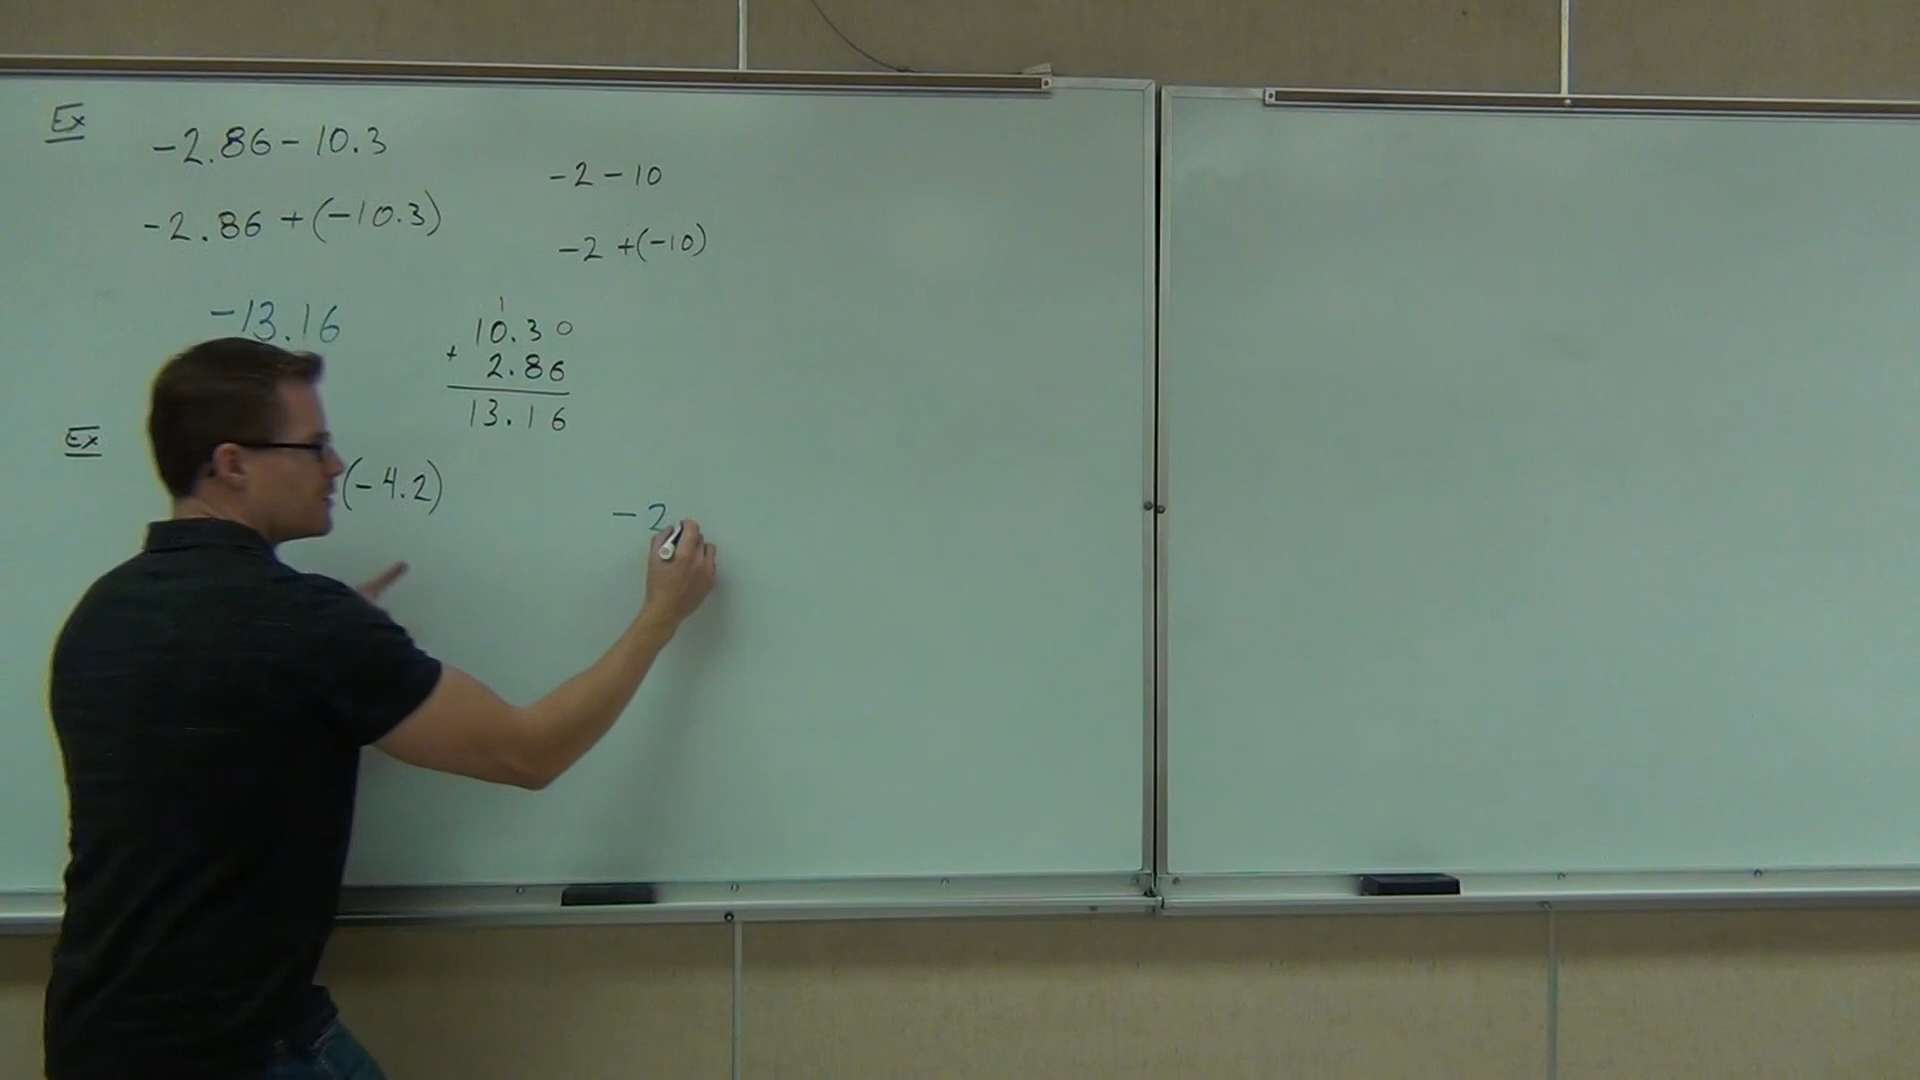 Ex
-2.86 - 10.3
-2.86 + (-10.3)
-13.16
-2 - 10
-2 + (-10)
1
10.30
+ 2.86
13.16
Ex
(-4.2)
-2